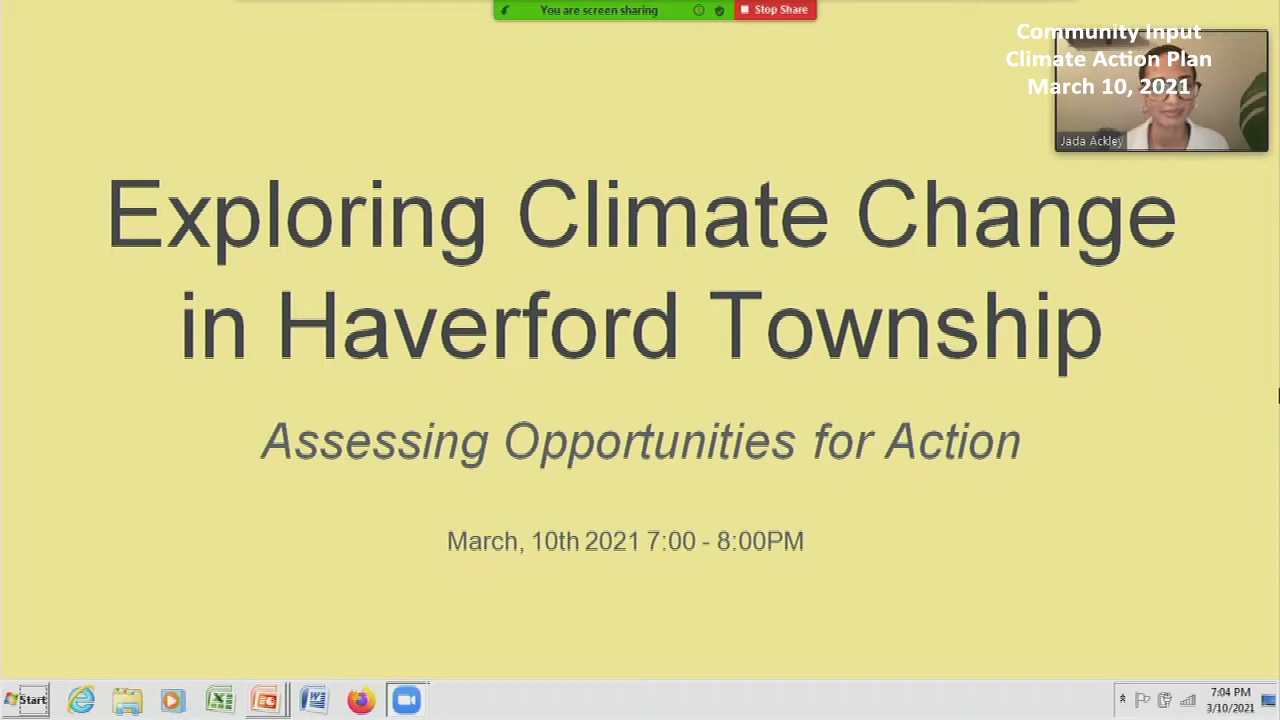 You are screen sharing
Stop Share
Community Input
Climate Action Plan
March 10, 2021
Jada Ackley
Exploring Climate Change
in Haverford Township
Assessing Opportunities for Action
March, 10th 2021 7:00 - 8:00PM
Start
7:04 PM
3/10/2021